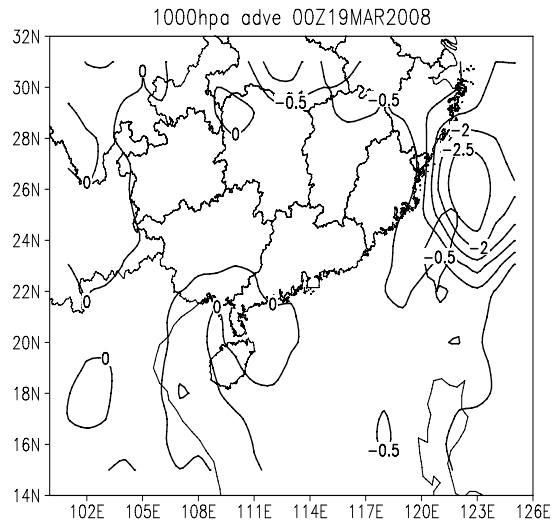 1000hpa adve 00Z19MAR2008
32N
30N
28N
26N
24N
22N
20N
18N
16N
14N
0
-0.5
-0.5
0
-2
-2.5
0
-2
-0.5
0
0
0
0
-0.5
102E 105E 108E 111E 114E 117E 120E 123E 126E